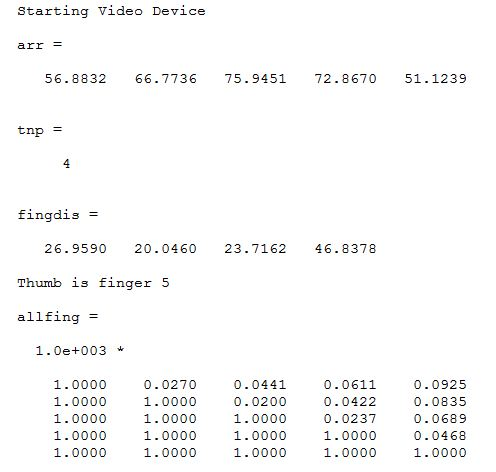 Starting Video Device
arr =
56.8832 66.7736 75.9451 72.8670 51.1239
tnp =
4
fingdis =
26.9590 20.0460 23.7162 46.8378
Thumb is finger 5
allfing =
1.0e+003 *
1.0000 0.0270 0.0441 0.0611 0.0925
1.0000 1.0000 0.0200 0.0422 0.0835
1.0000 1.0000 1.0000 0.0237 0.0689
1.0000 1.0000 1.0000 1.0000 0.0468
1.0000 1.0000 1.0000 1.0000 1.0000